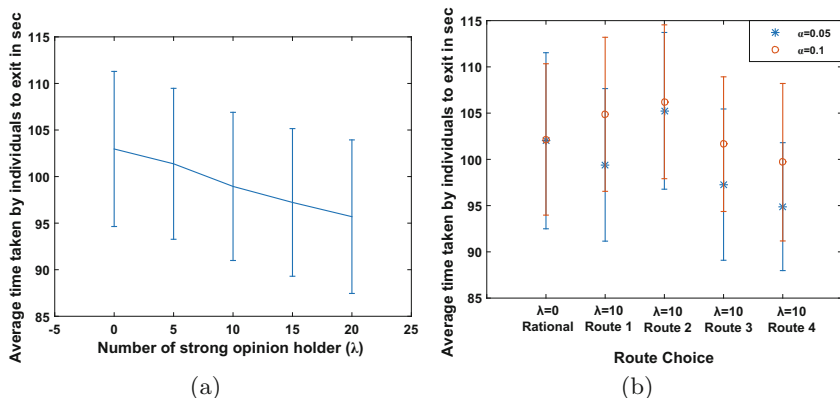 Average time taken by individuals to exit in sec
115
110
105
100
95
90
85
-5
0
5
10
15
20
25
Number of strong opinion holder (λ)
(a)
Average time taken by individuals to exit in sec
115
110
105
100
95
90
85
α=0.05
α=0.1
λ=0 λ=10 λ=10 λ=10 λ=10
Rational Route 1 Route 2 Route 3 Route 4
Route Choice
(b)